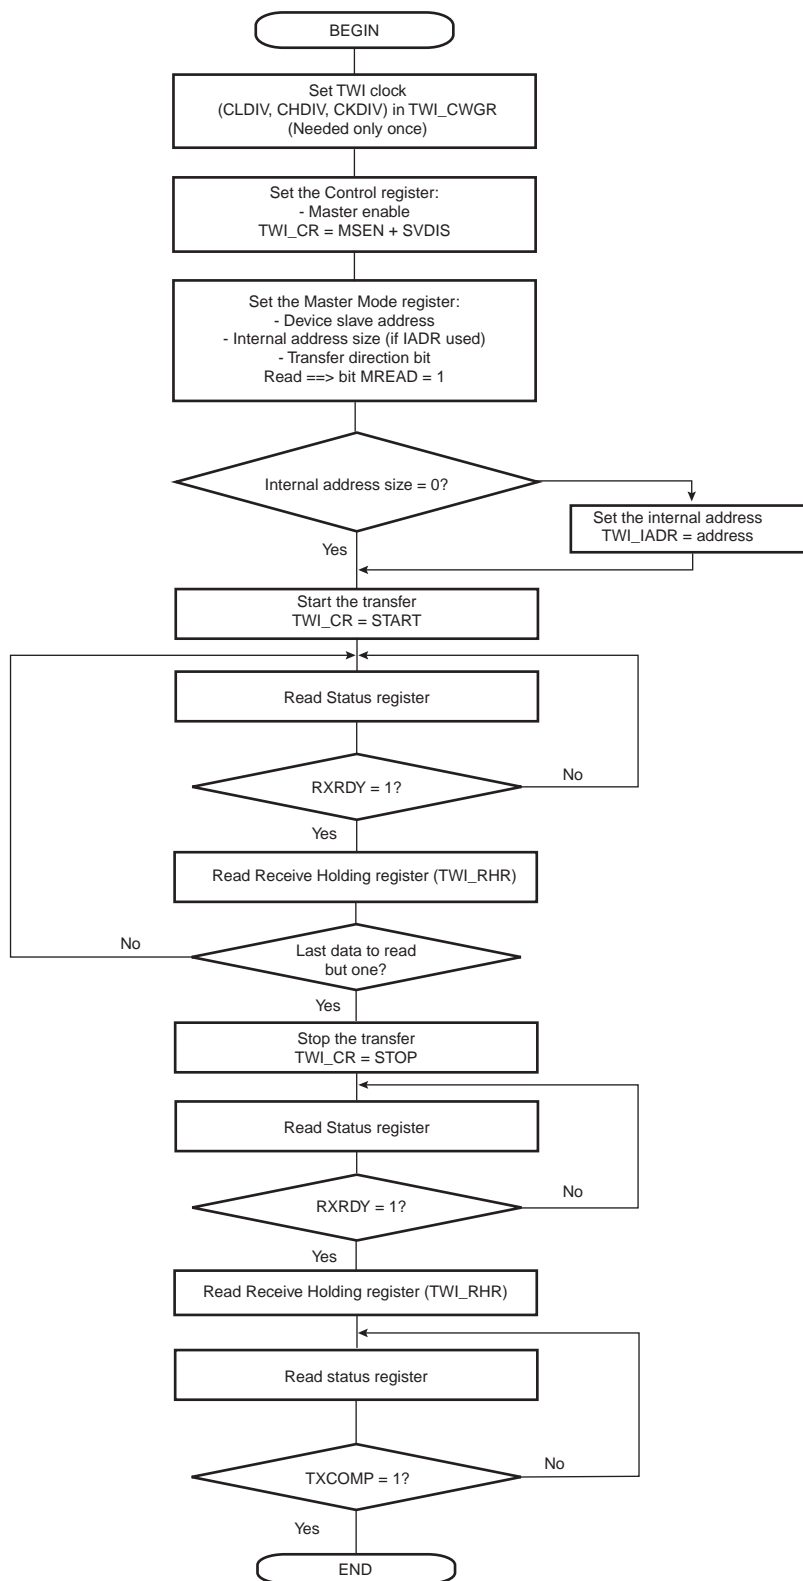 BEGIN
Set TWI clock
(CLDIV, CHDIV, CKDIV) in TWI_CWGR
(Needed only once)
Set the Control register:
- Master enable
TWI_CR = MSEN + SVDIS
Set the Master Mode register:
- Device slave address
- Internal address size (if IADR used)
- Transfer direction bit
Read ==> bit MREAD = 1
Internal address size = 0?
Set the internal address
TWI_IADR = address
Yes
Start the transfer
TWI_CR = START
Read Status register
RXRDY = 1?
No
Yes
Read Receive Holding register (TWI_RHR)
No
Last data to read
but one?
Yes
Stop the transfer
TWI_CR = STOP
Read Status register
RXRDY = 1?
No
Yes
Read Receive Holding register (TWI_RHR)
Read status register
TXCOMP = 1?
No
Yes
END